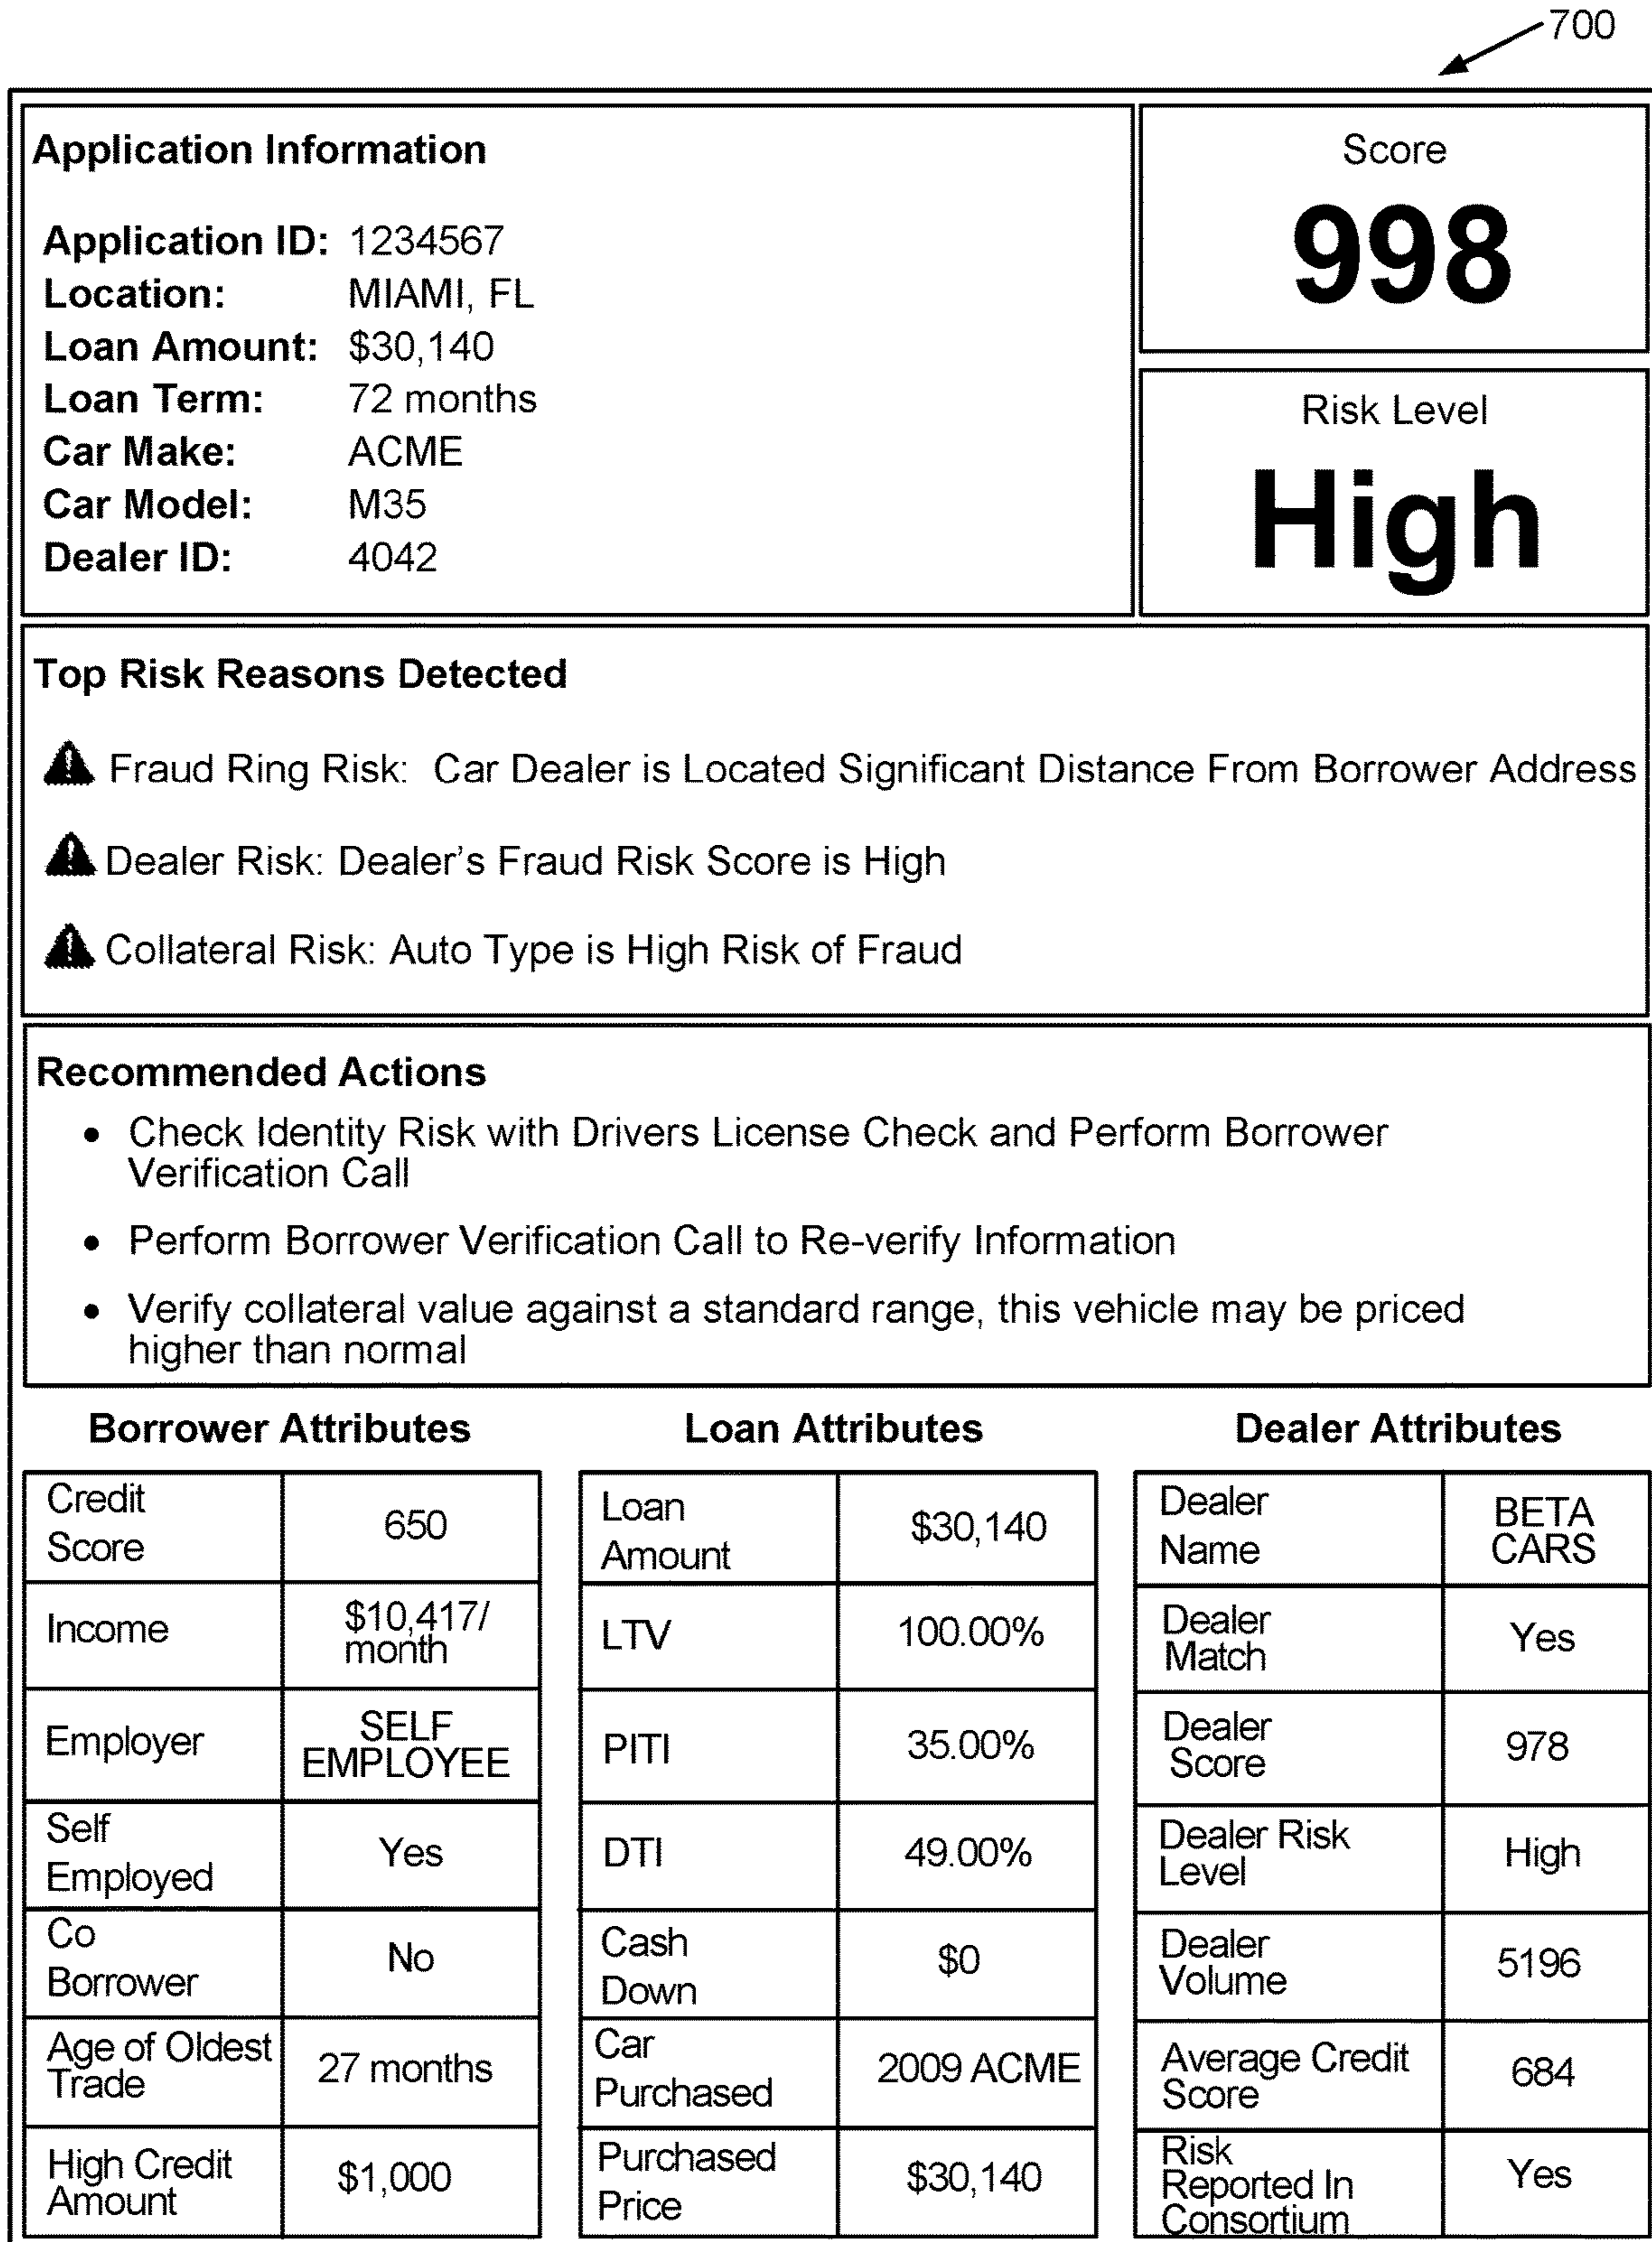 700
Application Information
Application ID: 1234567
Location: MIAMI, FL
Loan Amount: $30,140
Loan Term: 72 months
Car Make: ACME
Car Model: M35
Dealer ID: 4042
Score
998
Risk Level
High
Top Risk Reasons Detected
Fraud Ring Risk: Car Dealer is Located Significant Distance From Borrower Address
Dealer Risk: Dealer's Fraud Risk Score is High
Collateral Risk: Auto Type is High Risk of Fraud
Recommended Actions
• Check Identity Risk with Drivers License Check and Perform Borrower
Verification Call
• Perform Borrower Verification Call to Re-verify Information
• Verify collateral value against a standard range, this vehicle may be priced
higher than normal
Borrower Attributes
Credit
Score
650
Income
$10,417/
month
Employer
SELF
EMPLOYEE
Self
Employed
Yes
Co
Borrower
No
Age of Oldest
Trade
27 months
High Credit
Amount
$1,000
Loan Attributes
Loan
Amount
$30,140
LTV
100.00%
PITI
35.00%
DTI
49.00%
Cash
Down
$0
Car
Purchased
2009 ACME
Purchased
Price
$30,140
Dealer Attributes
Dealer
Name
BETA
CARS
Dealer
Match
Yes
Dealer
Score
978
Dealer Risk
Level
High
Dealer
Volume
5196
Average Credit
Score
684
Risk
Reported In
Consortium
Yes